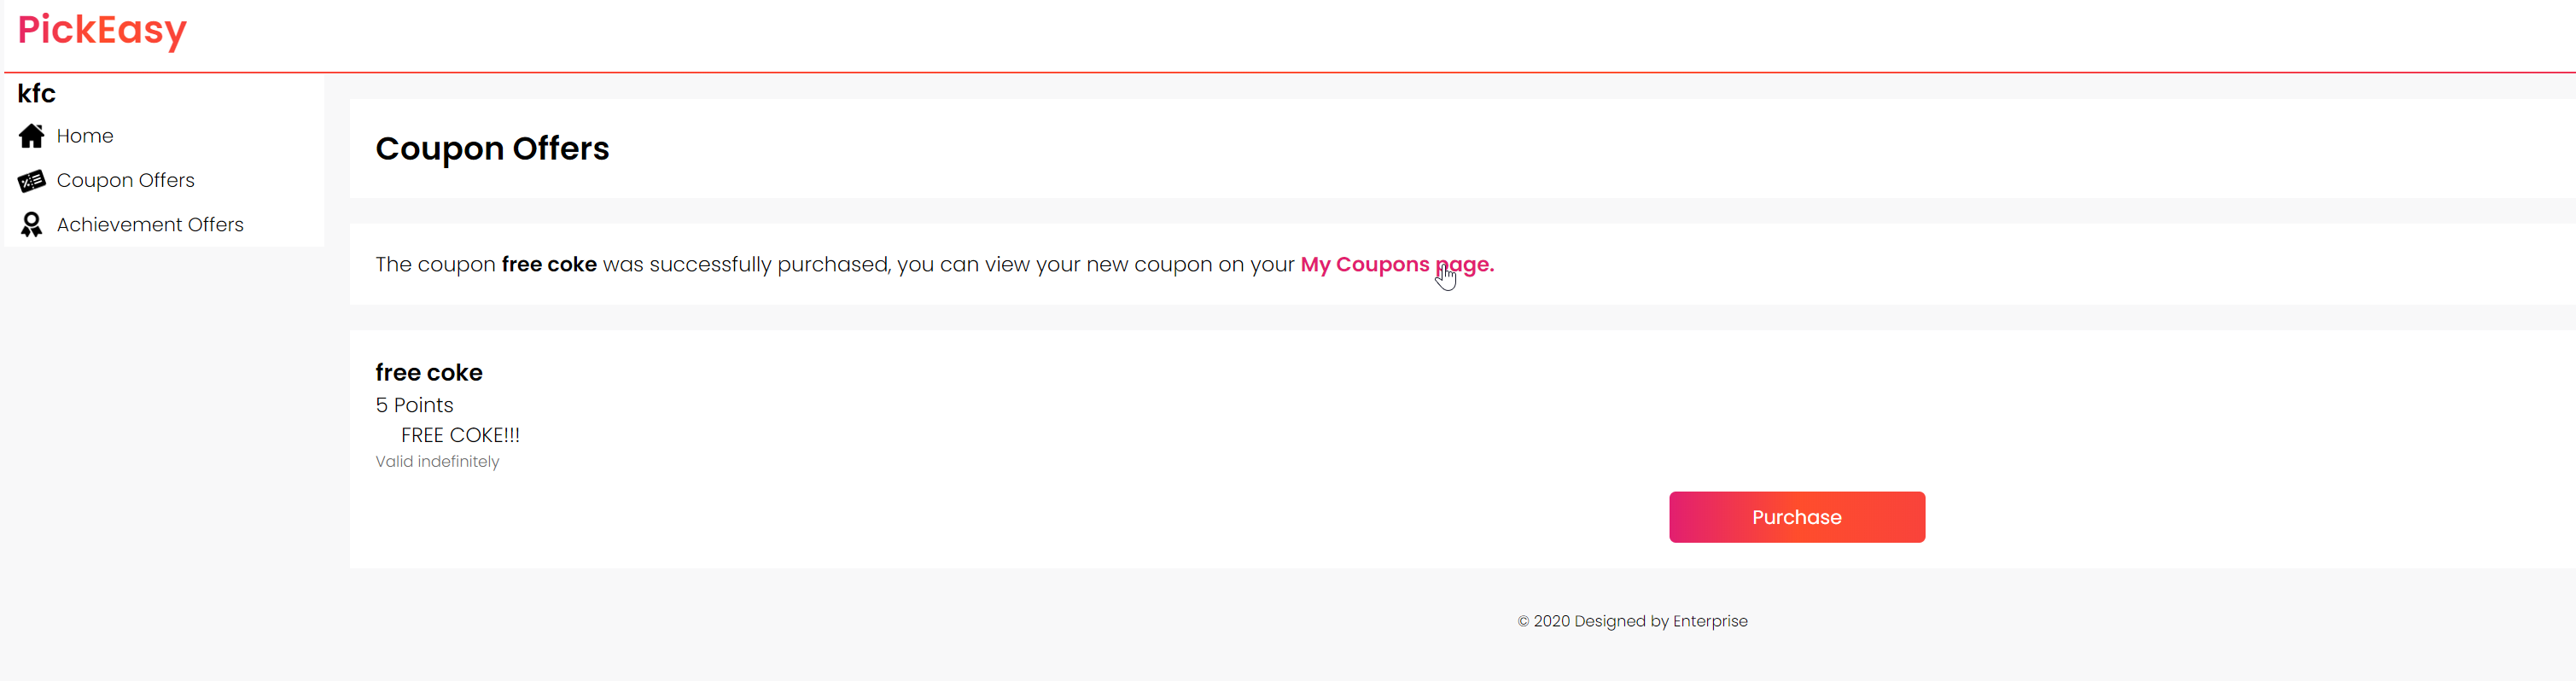 PickEasy
kfc
Home
Coupon Offers
Achievement Offers
Coupon Offers
The coupon free coke was successfully purchased, you can view your new coupon on your My Coupons page.
free coke
5 Points
FREE COKE!!!
Valid indefinitely
Purchase
© 2020 Designed by Enterprise